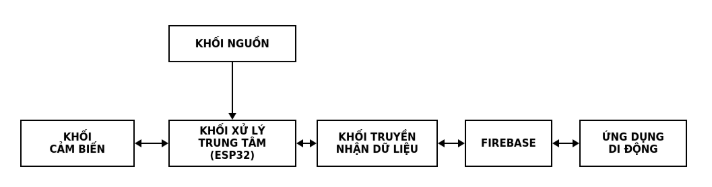 KHỐI NGUỒN
KHỐI
CẢM BIẾN
KHỐI XỬ LÝ
TRUNG TÂM
(ESP32)
KHỐI TRUYỀN
NHẬN DỮ LIỆU
FIREBASE
ỨNG DỤNG
DI ĐỘNG